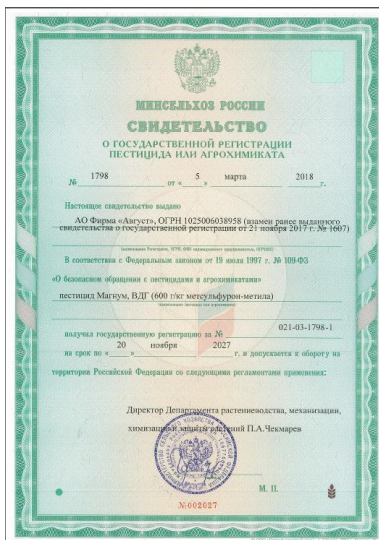 МИНСЕЛЬХОЗ РОССИИ
СВИДЕТЕЛЬСТВО
О ГОСУДАРСТВЕННОЙ РЕГИСТРАЦИИ
ПЕСТИЦИДА ИЛИ АГРОХИМИКАТА
№ 1798 от « 5 » марта 2018 г.
Настоящее свидетельство выдано
АО Фирма «Август», ОГРН 1025006038958 (взамен ранее выданного
свидетельства о государственной регистрации от 21 ноября 2017 г. № 1607)
В соответствии с Федеральным законом от 19 июля 1997 г. № 109-ФЗ
«О безопасном обращении с пестицидами и агрохимикатами»
пестицид Магнум, ВДГ (600 г/кг метсульфурон-метила)
получил государственную регистрацию за № 021-03-1798-1
на срок по « 20 » ноября 2027 г. и допускается к обороту на
территории Российской Федерации со следующими регламентами применения:
Директор Департамента растениеводства, механизации,
химизации и защиты растений П.А.Чекмарев
М. П.
№002027